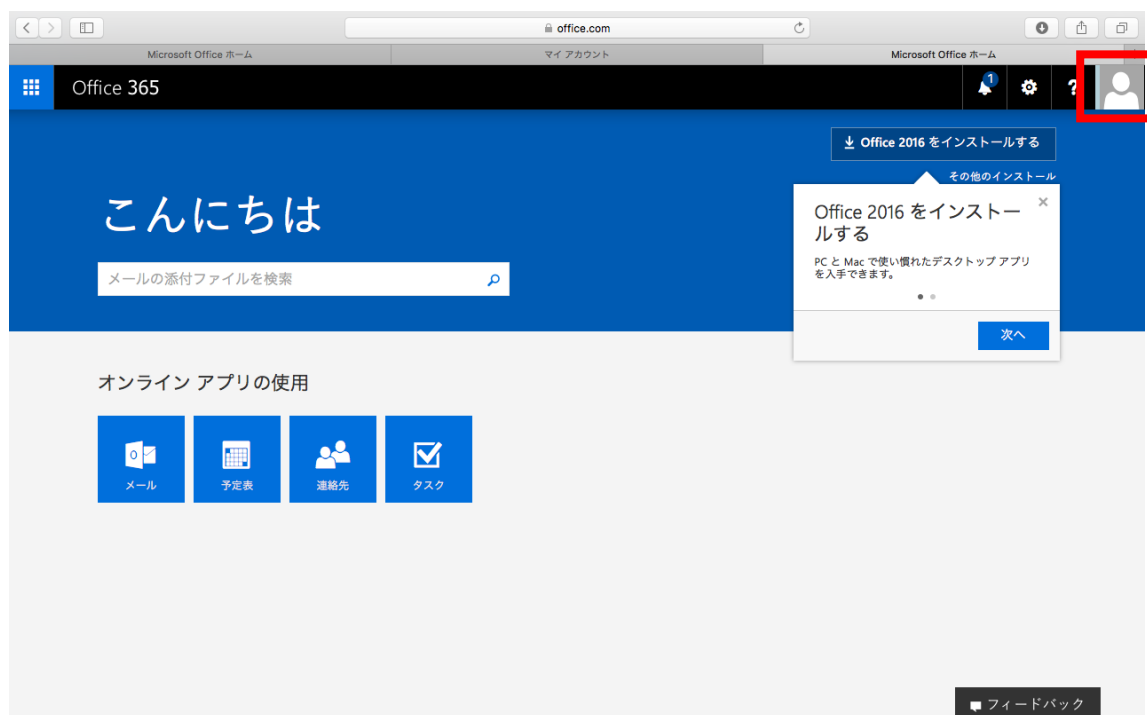 office.com
Microsoft Office ホーム
マイ アカウント
Microsoft Office ホーム
Office 365
1
?
Office 2016 をインストールする
その他のインストール
こんにちは
メールの添付ファイルを検索
Office 2016 をインストー
ルする
×
PC と Mac で使い慣れたデスクトップ アプリ
を入手できます。
次へ
オンライン アプリの使用
メール
予定表
連絡先
タスク
フィードバック